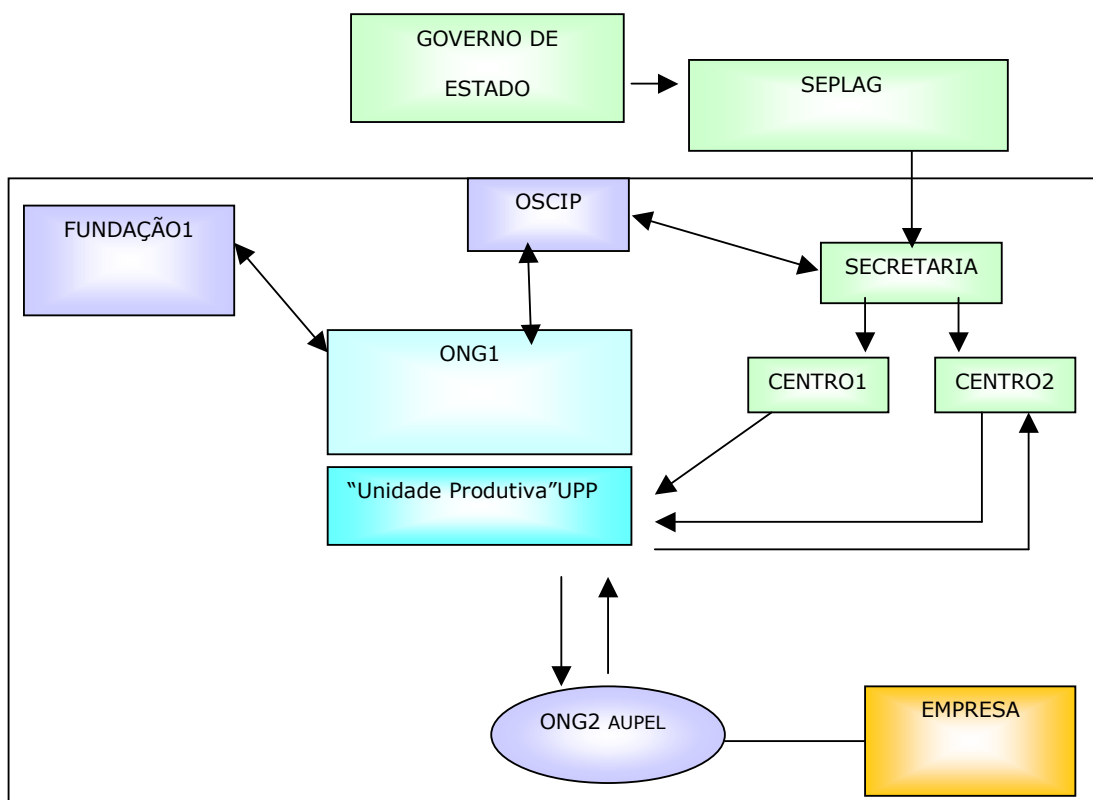 GOVERNO DE
ESTADO
SEPLAG
OSCIP
FUNDAÇÃO1
SECRETARIA
ONG1
CENTRO1
CENTRO2
“Unidade Produtiva”UPP
ONG2 AUPEL
EMPRESA